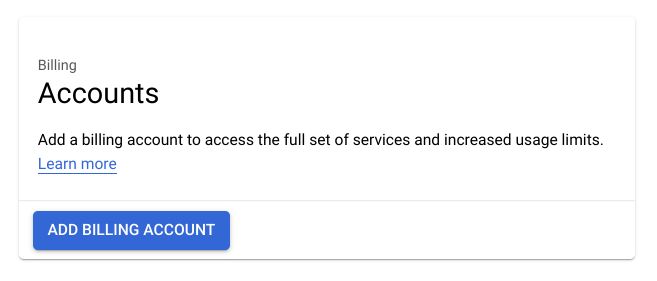 Billing
Accounts
Add a billing account to access the full set of services and increased usage limits.
Learn more
ADD BILLING ACCOUNT